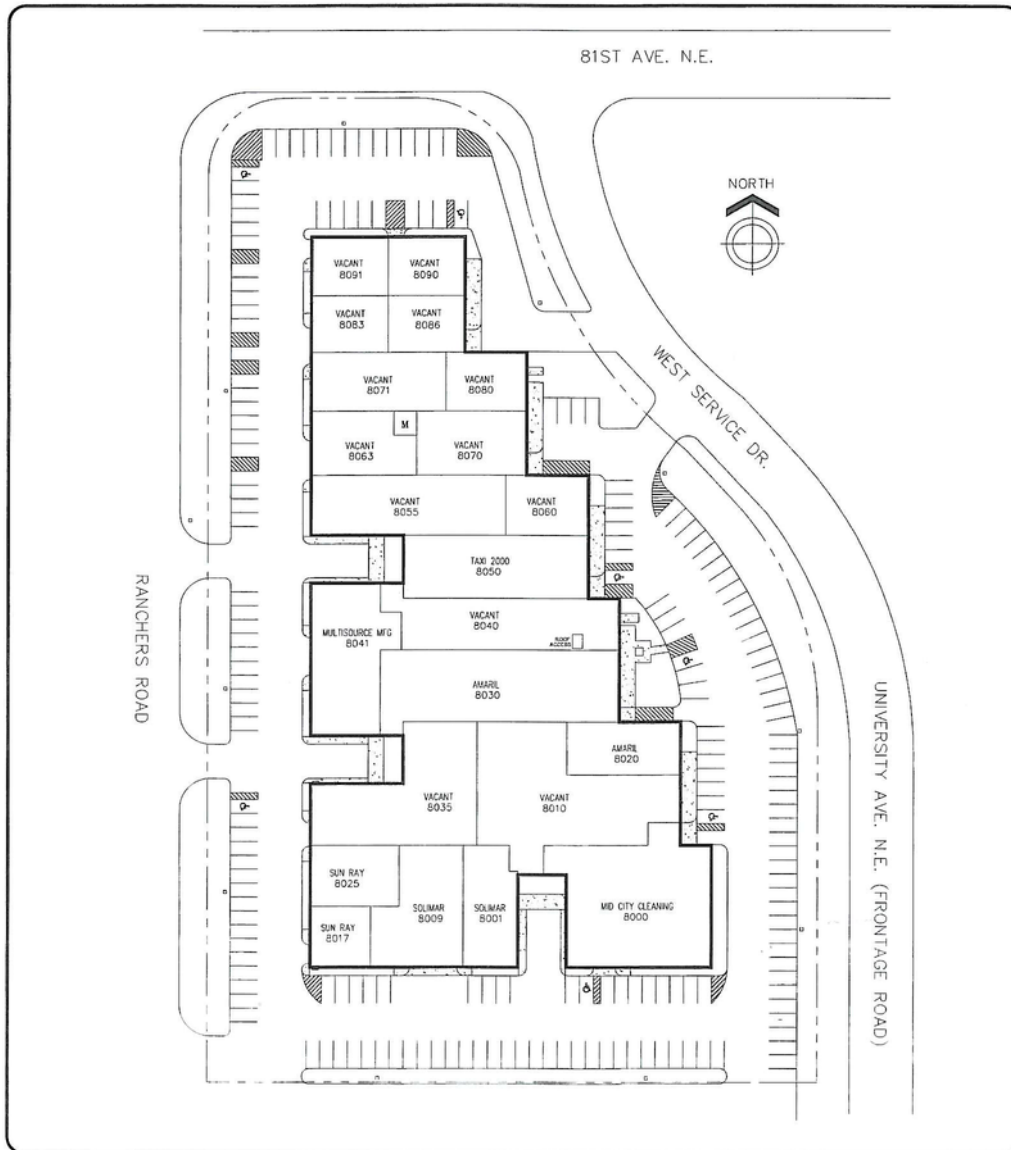 81ST AVE. N.E.
NORTH
WEST SERVICE DR.
RANCHERS ROAD
UNIVERSITY AVE. N.E. (FRONTAGE ROAD)
VACANT
8091
VACANT
8090
VACANT
8083
VACANT
8086
VACANT
8071
VACANT
8080
M
VACANT
8063
VACANT
8070
VACANT
8055
VACANT
8060
TAXI 2000
8050
MULTISOURCE MFG
8041
VACANT
8040
ROOF
ACCESS
AMARIL
8030
AMARIL
8020
VACANT
8035
VACANT
8010
SUN RAY
8025
SOLIMAR
8009
SOLIMAR
8001
MID CITY CLEANING
8000
SUN RAY
8017